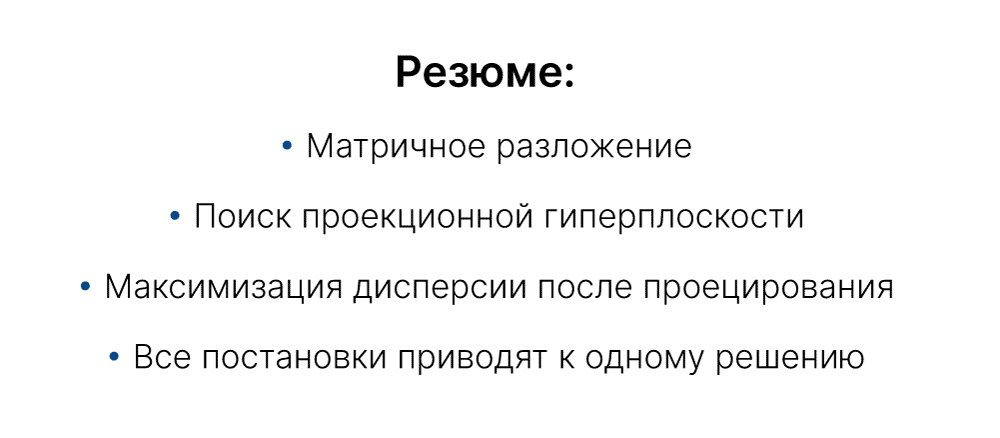 Резюме:
• Матричное разложение
• Поиск проекционной гиперплоскости
• Максимизация дисперсии после проецирования
• Все постановки приводят к одному решению